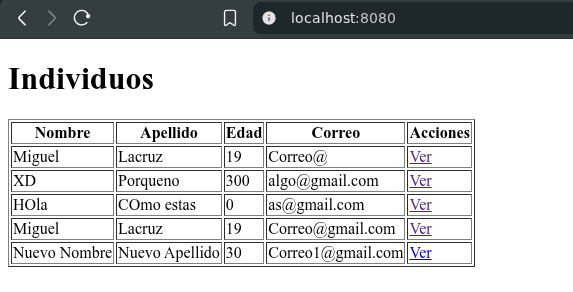 localhost:8080
Individuos
Nombre Apellido Edad Correo Acciones
Miguel Lacruz 19 Correo@ Ver
XD Porqueno 300 algo@gmail.com Ver
HOla COmo estas 0 as@gmail.com Ver
Miguel Lacruz 19 Correo@gmail.com Ver
Nuevo Nombre Nuevo Apellido 30 Correo1@gmail.com Ver